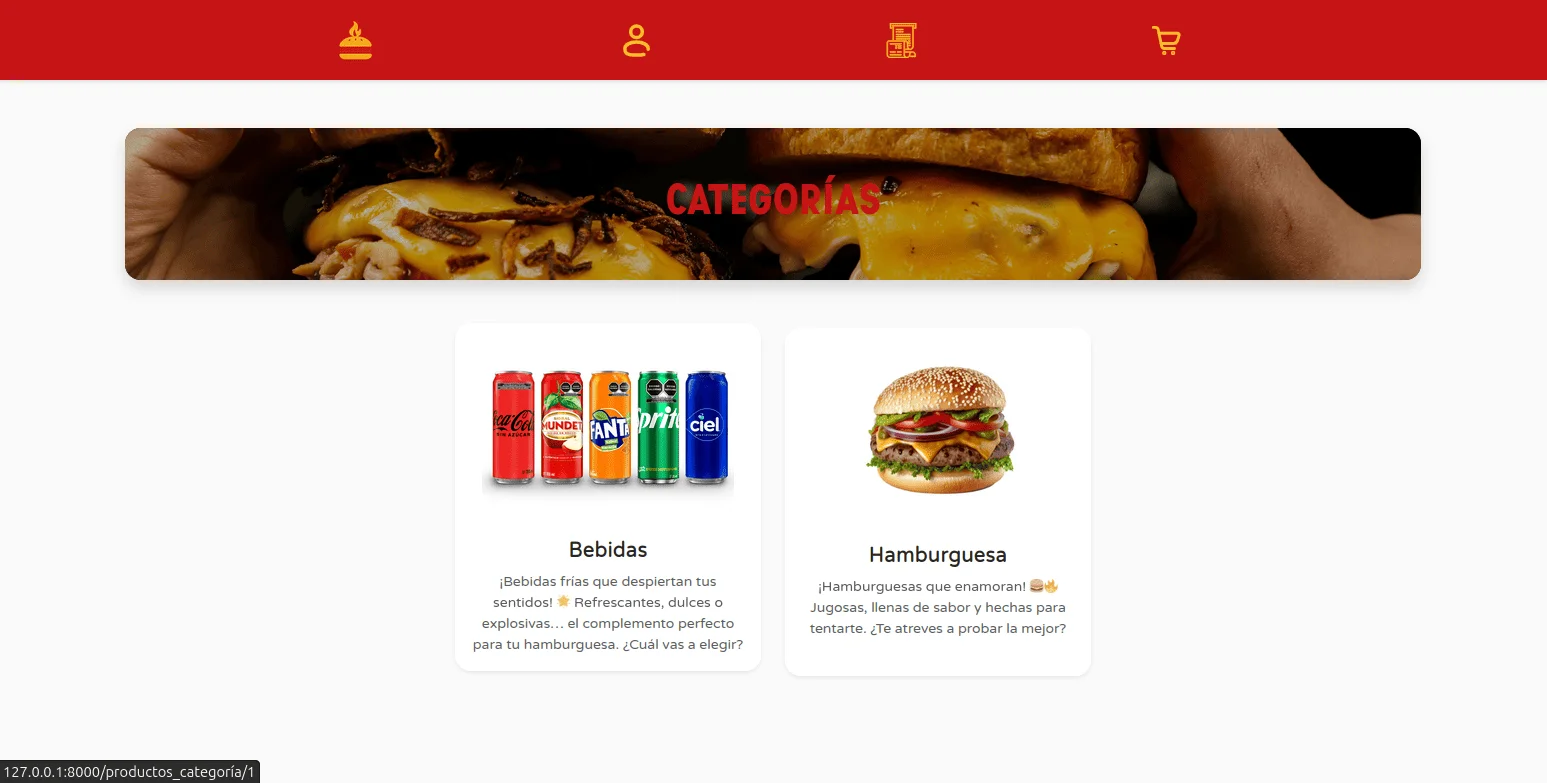 CATEGORÍAS
Coca-Cola
SIN AZÚCAR
MUNDET
FANTA
Sprite
ciel
Bebidas
¡Bebidas frías que despiertan tus
sentidos! 🌟 Refrescantes, dulces o
explosivas... el complemento perfecto
para tu hamburguesa. ¿Cuál vas a elegir?
Hamburguesa
¡Hamburguesas que enamoran! 🍔🔥
Jugosas, llenas de sabor y hechas para
tentarte. ¿Te atreves a probar la mejor?
127.0.0.1:8000/productos_categoría/1